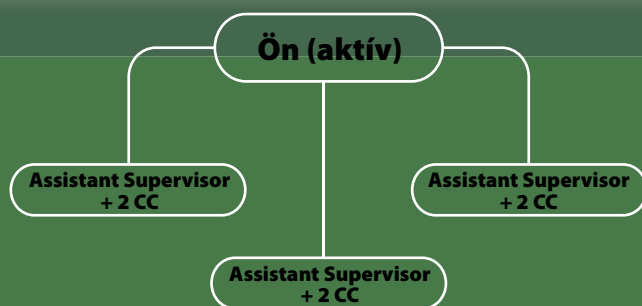 Ön (aktív)
Assistant Supervisor
+ 2 CC
Assistant Supervisor
+ 2 CC
Assistant Supervisor
+ 2 CC